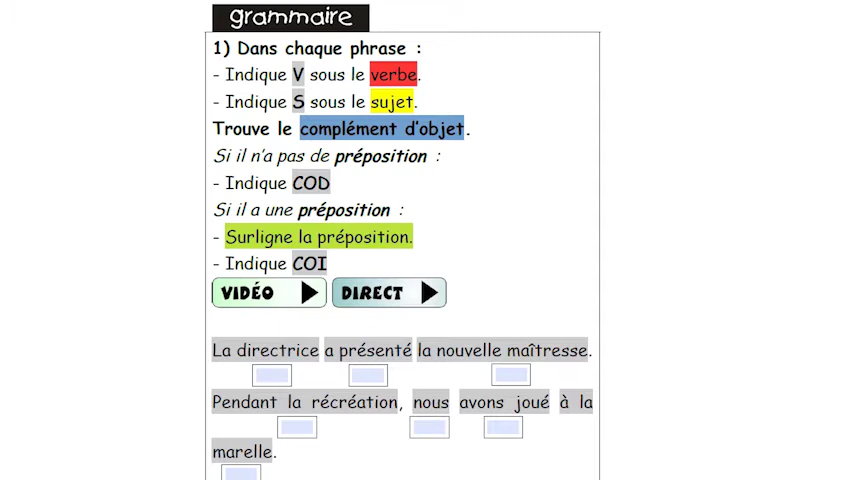 grammaire
1) Dans chaque phrase :
- Indique V sous le verbe.
- Indique S sous le sujet.
Trouve le complément d'objet.
Si il n'a pas de préposition :
- Indique COD
Si il a une préposition :
- Surligne la préposition.
- Indique COI
VIDÉO DIRECT
La directrice a présenté la nouvelle maîtresse.
Pendant la récréation, nous avons joué à la
marelle.